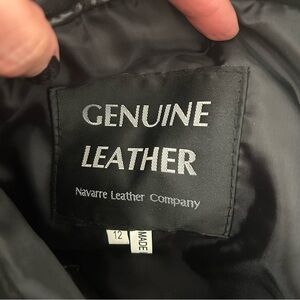 GENUINE
LEATHER
Navarre Leather Company
12
MADE